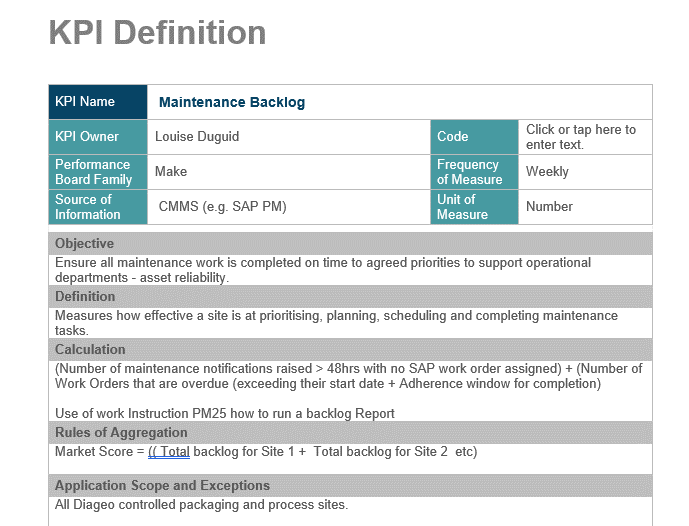 KPI Definition
KPI Name
Maintenance Backlog
KPI Owner
Louise Duguid
Code
Click or tap here to
enter text.
Performance
Board Family
Make
Frequency
of Measure
Weekly
Source of
Information
CMMS (e.g. SAP PM)
Unit of
Measure
Number
Objective
Ensure all maintenance work is completed on time to agreed priorities to support operational
departments - asset reliability.
Definition
Measures how effective a site is at prioritising, planning, scheduling and completing maintenance
tasks.
Calculation
(Number of maintenance notifications raised > 48hrs with no SAP work order assigned) + (Number of
Work Orders that are overdue (exceeding their start date + Adherence window for completion)
Use of work Instruction PM25 how to run a backlog Report
Rules of Aggregation
Market Score = (( Total backlog for Site 1 + Total backlog for Site 2 etc)
Application Scope and Exceptions
All Diageo controlled packaging and process sites.